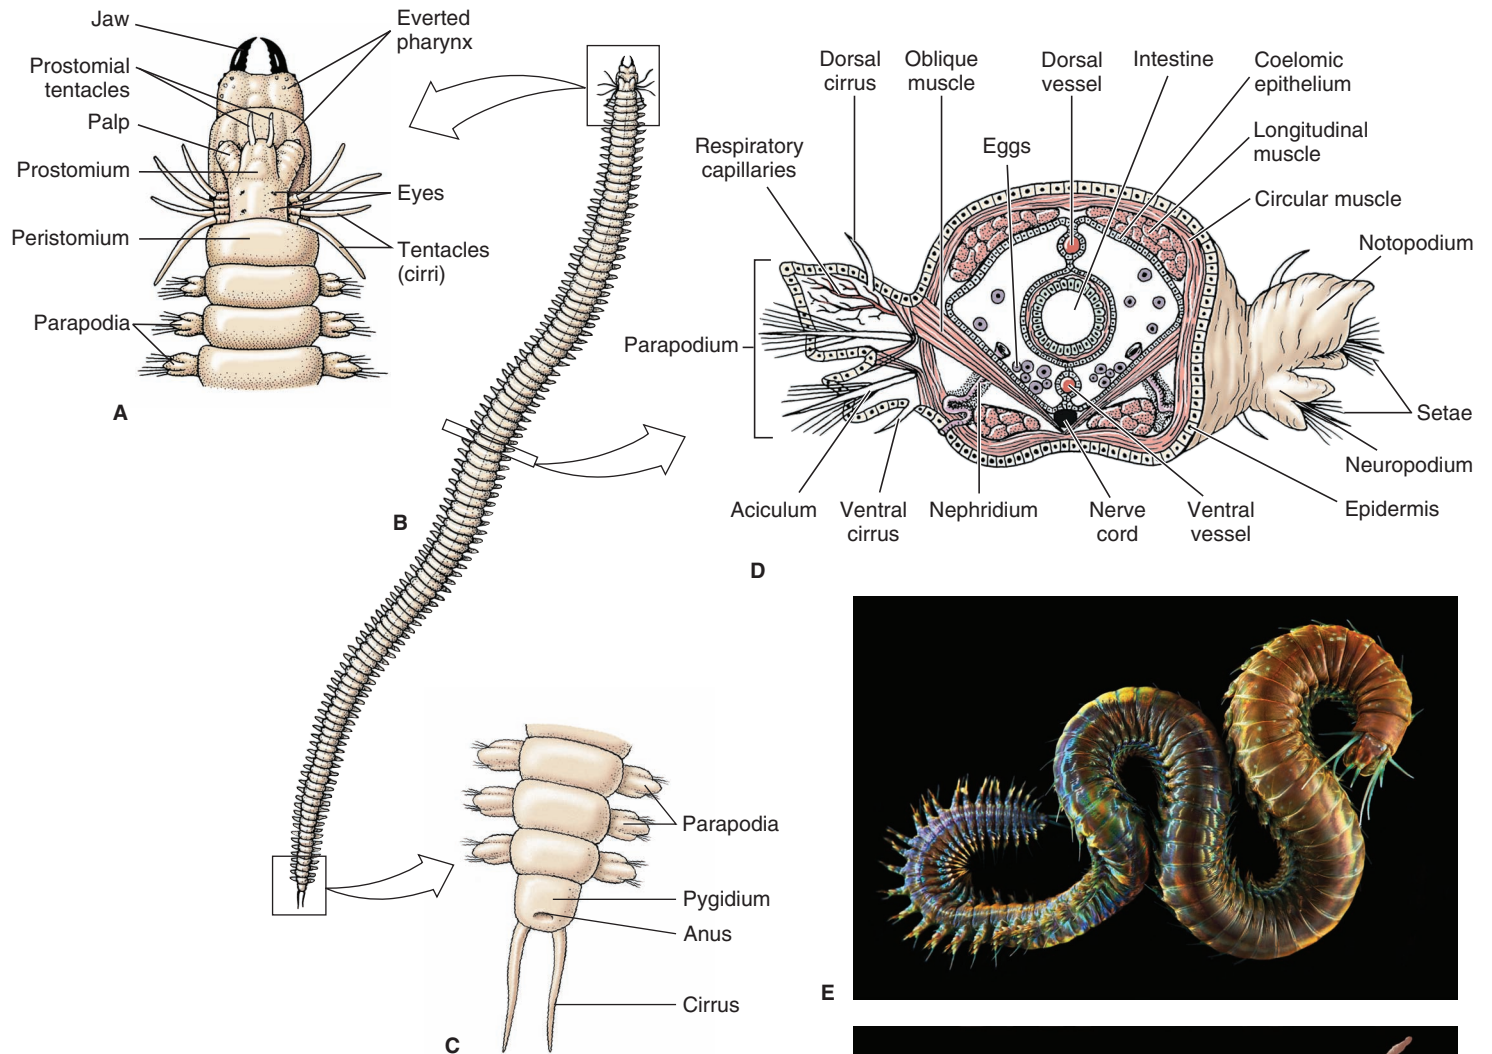 Jaw
Everted
pharynx
Prostomial
tentacles
Palp
Prostomium
Eyes
Peristomium
Tentacles
(cirri)
Parapodia
A
B
Parapodia
Pygidium
Anus
Cirrus
C
Dorsal
cirrus
Oblique
muscle
Dorsal
vessel
Intestine
Coelomic
epithelium
Longitudinal
muscle
Respiratory
capillaries
Eggs
Circular muscle
Notopodium
Parapodium
Setae
Neuropodium
Aciculum
Ventral
cirrus
Nephridium
Nerve
cord
Ventral
vessel
Epidermis
D
E